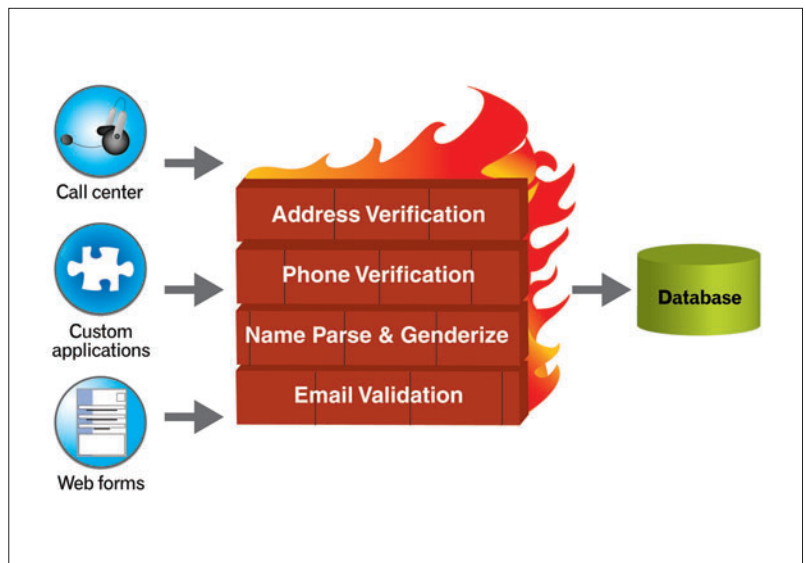 Call center
Custom
applications
Web forms
Address Verification
Phone Verification
Name Parse & Genderize
Email Validation
Database